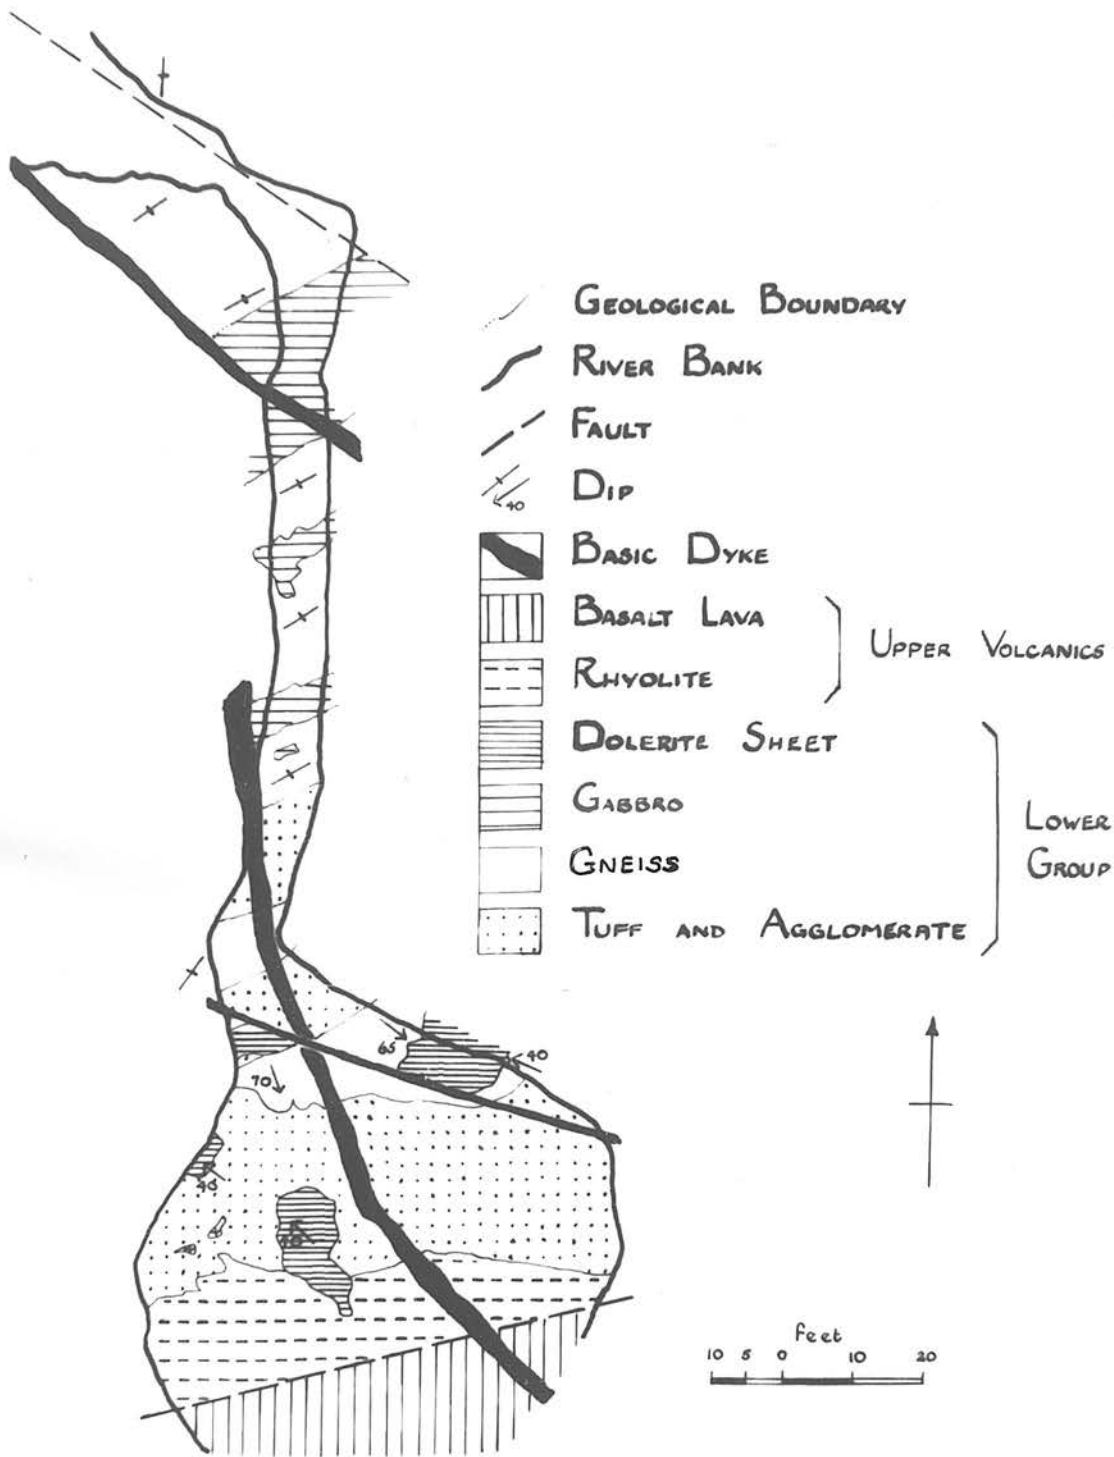 GEOLOGICAL BOUNDARY
RIVER BANK
FAULT
DIP
40
BASIC DYKE
BASALT LAVA
RHYOLITE
UPPER VOLCANICS
DOLERITE SHEET
GABBRO
GNEISS
TUFF AND AGGLOMERATE
LOWER
GROUP
65
40
70
40
feet
10 5 0 10 20